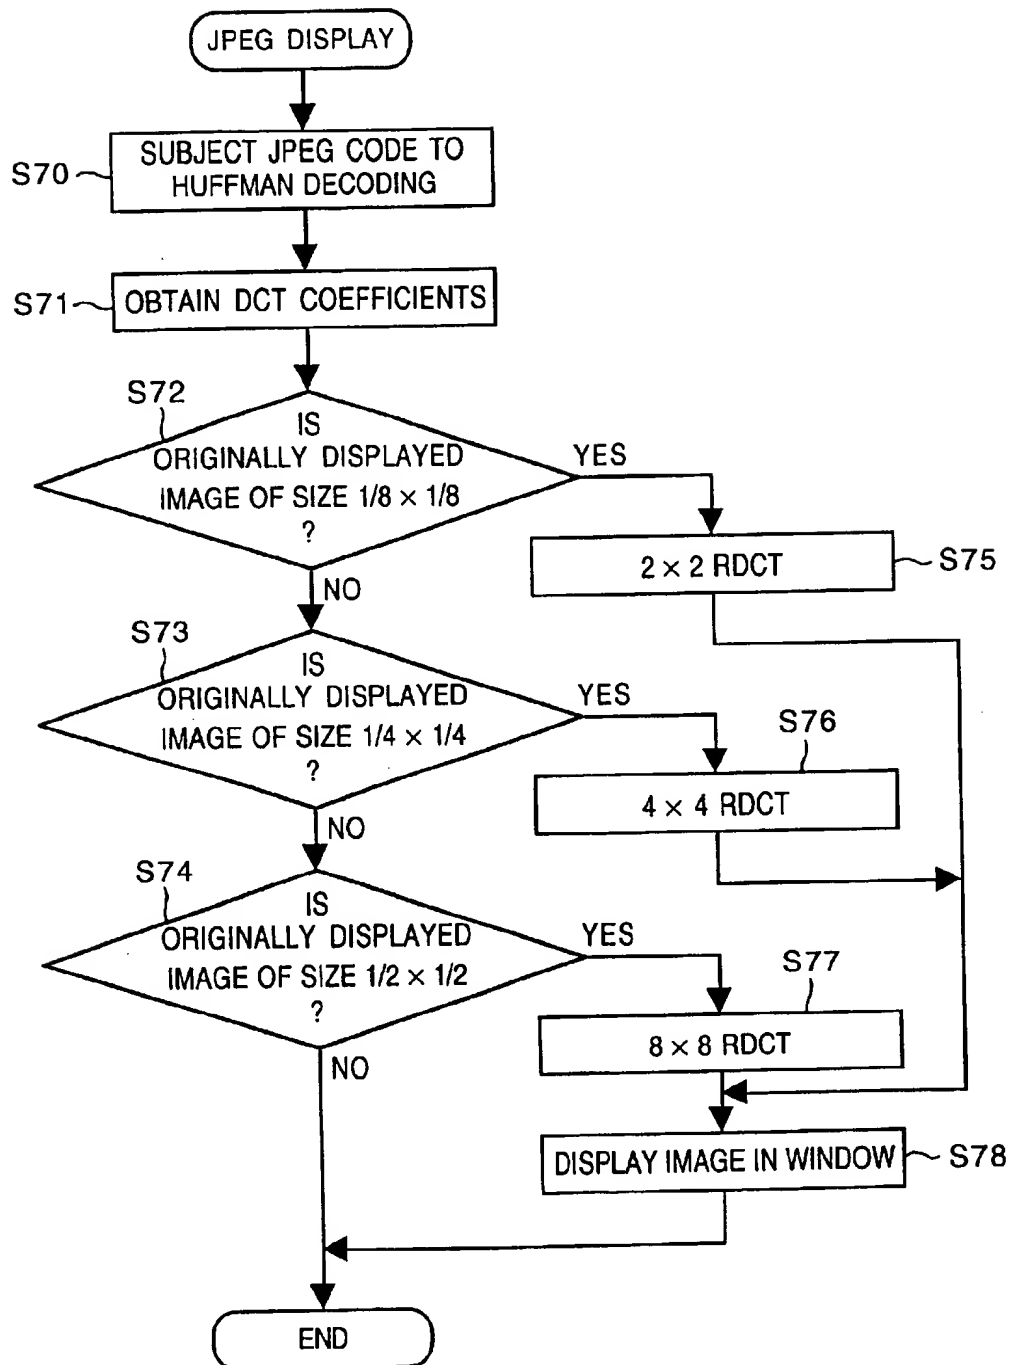 JPEG DISPLAY
S70
SUBJECT JPEG CODE TO
HUFFMAN DECODING
S71
OBTAIN DCT COEFFICIENTS
S72
IS
ORIGINALLY DISPLAYED
IMAGE OF SIZE 1/8 × 1/8
?
YES
NO
2 × 2 RDCT
S75
S73
IS
ORIGINALLY DISPLAYED
IMAGE OF SIZE 1/4 × 1/4
?
YES
NO
S76
4 × 4 RDCT
S74
IS
ORIGINALLY DISPLAYED
IMAGE OF SIZE 1/2 × 1/2
?
YES
NO
S77
8 × 8 RDCT
DISPLAY IMAGE IN WINDOW
S78
END